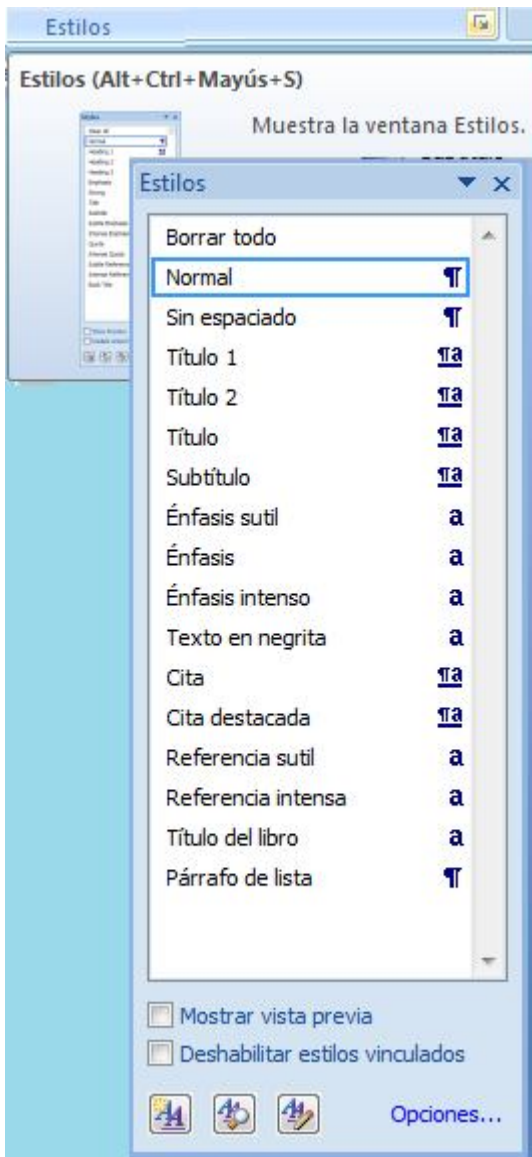 Estilos
Estilos (Alt+Ctrl+Mayús+S)
Muestra la ventana Estilos.
Estilos
Borrar todo
Normal ¶
Sin espaciado ¶
Título 1 ¶a
Título 2 ¶a
Título ¶a
Subtítulo ¶a
Énfasis sutil a
Énfasis a
Énfasis intenso a
Texto en negrita a
Cita ¶a
Cita destacada ¶a
Referencia sutil a
Referencia intensa a
Título del libro a
Párrafo de lista ¶
Mostrar vista previa
Deshabilitar estilos vinculados
Opciones...